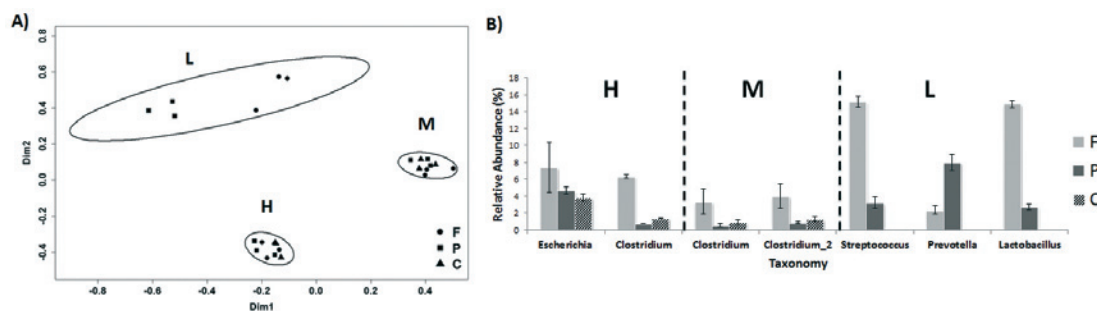 A)
L
M
H
F
P
C
Dim2
0.8
0.6
0.4
0.2
0.0
-0.4
-0.8
-0.6
-0.4
-0.2
0.0
0.2
0.4
Dim1
B)
H
M
L
Relative Abundance (%)
18
16
14
12
10
8
6
4
2
0
Escherichia
Clostridium
Clostridium
Clostridium_2
Streptococcus
Prevotella
Lactobacillus
Taxonomy
F
P
C